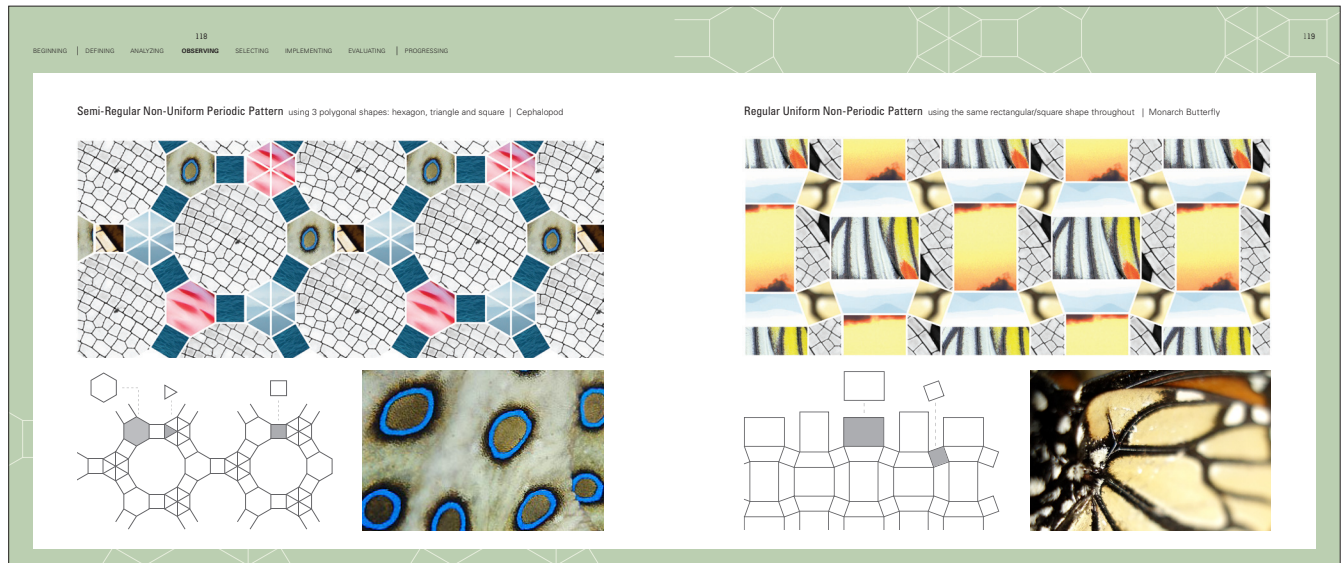 118
BEGINNING | DEFINING ANALYZING OBSERVING SELECTING IMPLEMENTING EVALUATING | PROGRESSING
119
Semi-Regular Non-Uniform Periodic Pattern using 3 polygonal shapes: hexagon, triangle and square | Cephalopod
Regular Uniform Non-Periodic Pattern using the same rectangular/square shape throughout | Monarch Butterfly